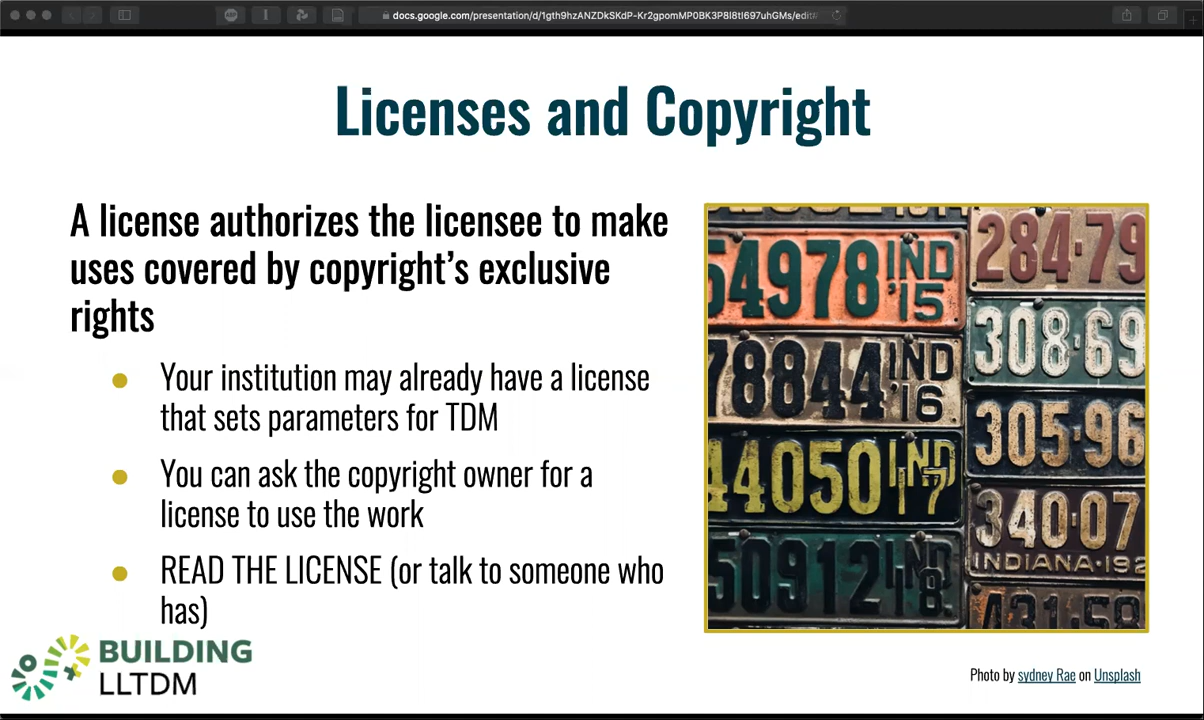 docs.google.com/presentation/d/1gth9hzANZDkSKdP-Kr2gpomMP0BK3P8I8tI697uhGMs/edit#
Licenses and Copyright
A license authorizes the licensee to make
uses covered by copyright's exclusive
rights
● Your institution may already have a license
that sets parameters for TDM
● You can ask the copyright owner for a
license to use the work
● READ THE LICENSE (or talk to someone who
has)
54978 IND '15
78844 IND '16
44050 IND 17
50912 IND 18
284·79
308·69
305·96
340·07
INDIANA·192
431·58
BUILDING
LLTDM
Photo by sydney Rae on Unsplash